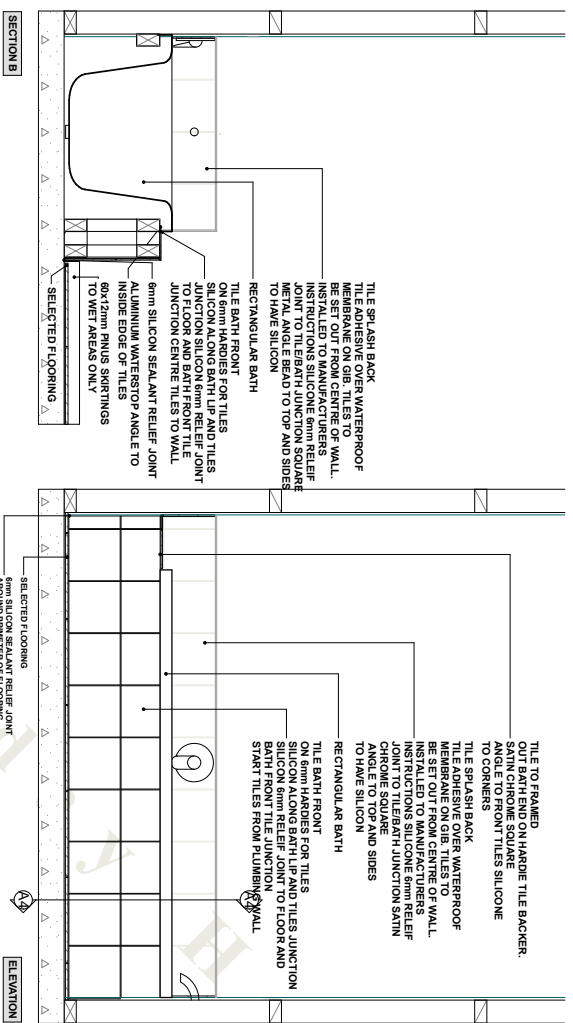 TILE SPLASH BACK
TILE ADHESIVE OVER WATERPROOF
MEMBRANE ON GIB. TILES TO
BE SET OUT FROM CENTRE OF WALL.
INSTALLED TO MANUFACTURERS
INSTRUCTIONS SILICONE 6mm RELEIF
JOINT TO TILE/BATH JUNCTION SQUARE
METAL ANGLE BEAD TO TOP AND SIDES
TO HAVE SILICON
RECTANGULAR BATH
TILE BATH FRONT
ON 6mm HARDIES FOR TILES
SILICON ALONG BATH LIP AND TILES
JUNCTION SILICON 6mm RELEIF JOINT
TO FLOOR AND BATH FRONT TILE
JUNCTION CENTRE TILES TO WALL
6mm SILICON SEALANT RELIEF JOINT
ALUMINIUM WATERSTOP ANGLE TO
INSIDE EDGE OF TILES
60x12mm PINUS SKIRTINGS
TO WET AREAS ONLY
SELECTED FLOORING
SECTION B
TILE TO FRAMED
OUT BATH END ON HARDIE TILE BACKER.
SATIN CHROME SQUARE
ANGLE TO FRONT TILES SILICONE
TO CORNERS
TILE SPLASH BACK
TILE ADHESIVE OVER WATERPROOF
MEMBRANE ON GIB. TILES TO
BE SET OUT FROM CENTRE OF WALL.
INSTALLED TO MANUFACTURERS
INSTRUCTIONS SILICONE 6mm RELEIF
JOINT TO TILE/BATH JUNCTION SATIN
CHROME SQUARE
ANGLE TO TOP AND SIDES
TO HAVE SILICON
RECTANGULAR BATH
TILE BATH FRONT
ON 6mm HARDIES FOR TILES
SILICON ALONG BATH LIP AND TILES JUNCTION
SILICON 6mm RELEIF JOINT TO FLOOR AND
BATH FRONT TILE JUNCTION
START TILES FROM PLUMBING WALL
A4
A4
SELECTED FLOORING
6mm SILICON SEALANT RELIEF JOINT
ELEVATION